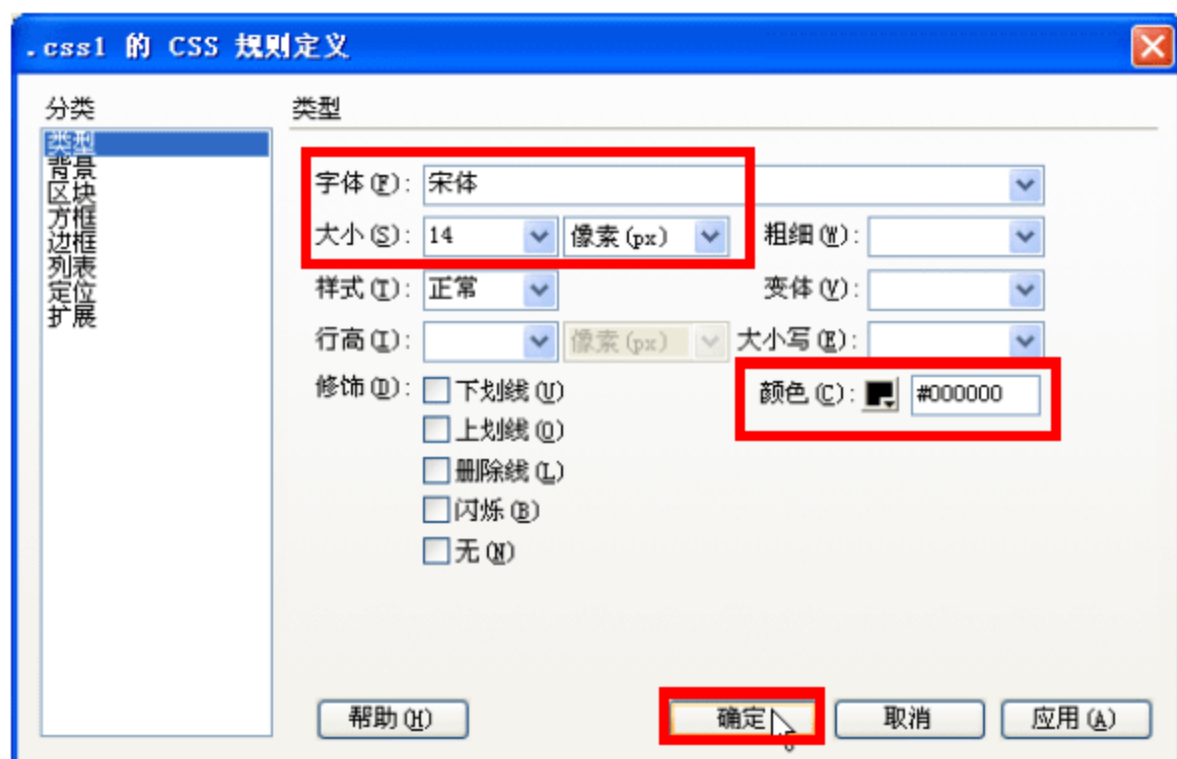 .css1 的 CSS 规则定义
分类
类型
背景
区块
方框
边框
列表
定位
扩展
类型
字体(F): 宋体
大小(S): 14 像素(px) 粗细(W):
样式(T): 正常 变体(V):
行高(I): 像素(px) 大小写(E):
修饰(D): 下划线(U) 颜色(C): #000000
上划线(O)
删除线(L)
闪烁(B)
无(N)
帮助(H) 确定 取消 应用(A)